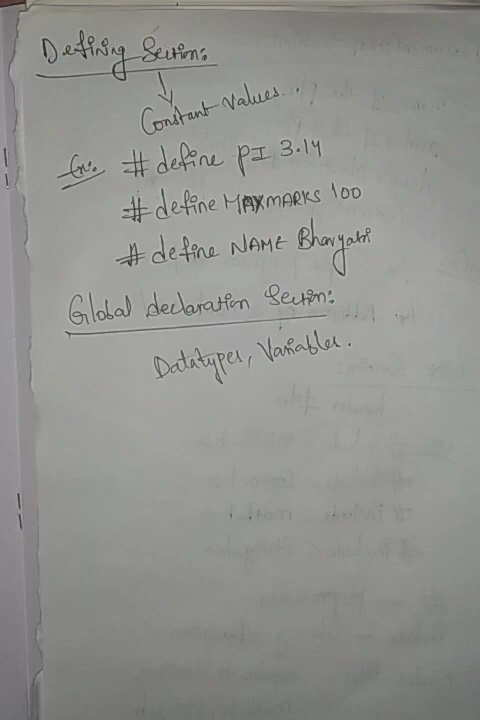 Defining Section:
Constant Values..
Ex:. # define PI 3.14
# define MAXMARKS 100
# define NAME Bhavyasri
Global declaration Section:
Datatypes, Variables.